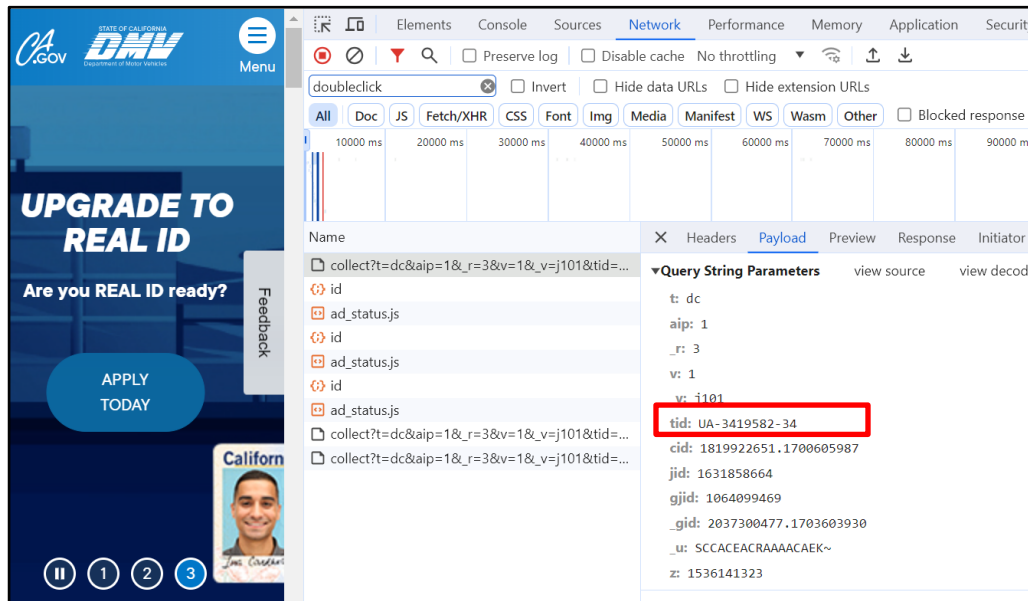 CA.GOV
STATE OF CALIFORNIA
DMV
Department of Motor Vehicles
Menu
UPGRADE TO
REAL ID
Are you REAL ID ready?
Feedback
APPLY
TODAY
Californ
1 2 3
Elements Console Sources Network Performance Memory Application Securit
Preserve log Disable cache No throttling
doubleclick Invert Hide data URLs Hide extension URLs
All Doc JS Fetch/XHR CSS Font Img Media Manifest WS Wasm Other Blocked response
10000 ms 20000 ms 30000 ms 40000 ms 50000 ms 60000 ms 70000 ms 80000 ms 90000 m
Name
collect?t=dc&aip=1&_r=3&v=1&_v=j101&tid=...
id
ad_status.js
id
ad_status.js
id
ad_status.js
collect?t=dc&aip=1&_r=3&v=1&_v=j101&tid=...
collect?t=dc&aip=1&_r=3&v=1&_v=j101&tid=...
Headers Payload Preview Response Initiator
▼Query String Parameters view source view decod
t: dc
aip: 1
_r: 3
v: 1
_v: j101
tid: UA-3419582-34
cid: 1819922651.1700605987
jid: 1631858664
gjid: 1064099469
_gid: 2037300477.1703603930
_u: SCCACEACRAAAACAEK~
z: 1536141323